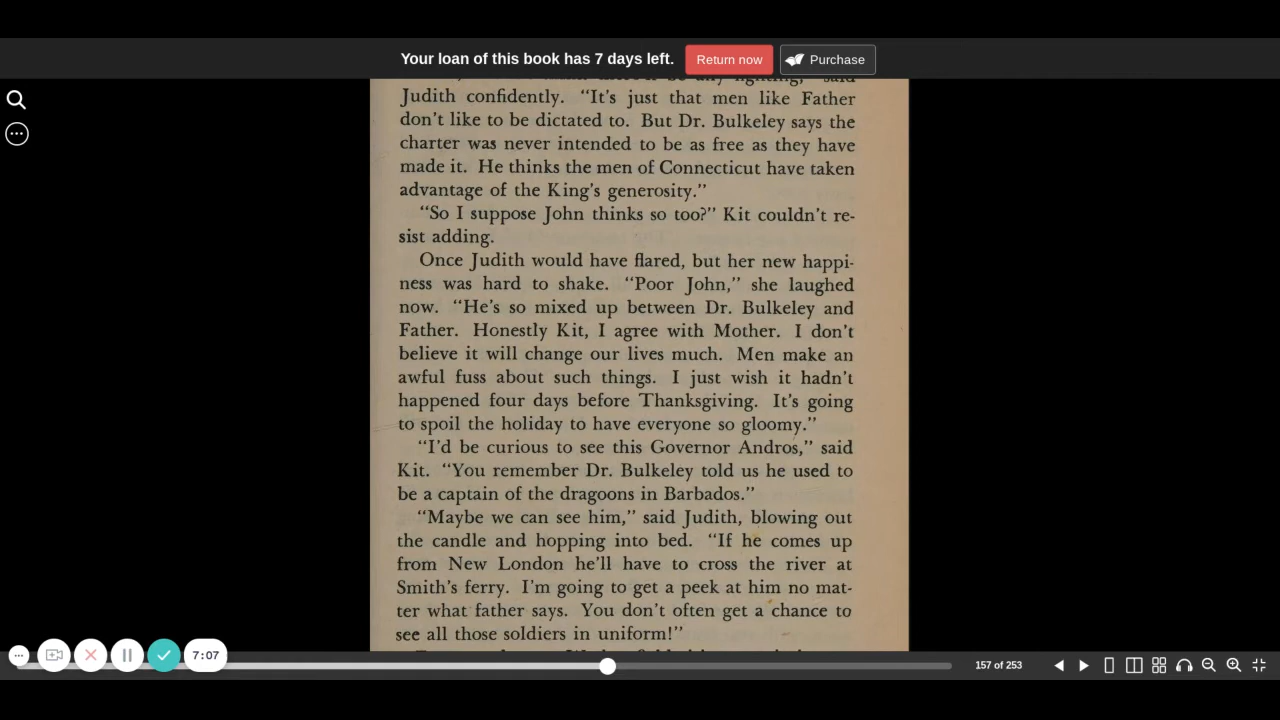 Your loan of this book has 7 days left. Return now Purchase
Judith confidently. “It’s just that men like Father
don’t like to be dictated to. But Dr. Bulkeley says the
charter was never intended to be as free as they have
made it. He thinks the men of Connecticut have taken
advantage of the King’s generosity.”
“So I suppose John thinks so too?” Kit couldn’t re-
sist adding.
Once Judith would have flared, but her new happi-
ness was hard to shake. “Poor John,” she laughed
now. “He’s so mixed up between Dr. Bulkeley and
Father. Honestly Kit, I agree with Mother. I don’t
believe it will change our lives much. Men make an
awful fuss about such things. I just wish it hadn’t
happened four days before Thanksgiving. It’s going
to spoil the holiday to have everyone so gloomy.”
“I’d be curious to see this Governor Andros,” said
Kit. “You remember Dr. Bulkeley told us he used to
be a captain of the dragoons in Barbados.”
“Maybe we can see him,” said Judith, blowing out
the candle and hopping into bed. “If he comes up
from New London he’ll have to cross the river at
Smith’s ferry. I’m going to get a peek at him no mat-
ter what father says. You don’t often get a chance to
see all those soldiers in uniform!”
7:07
157 of 253